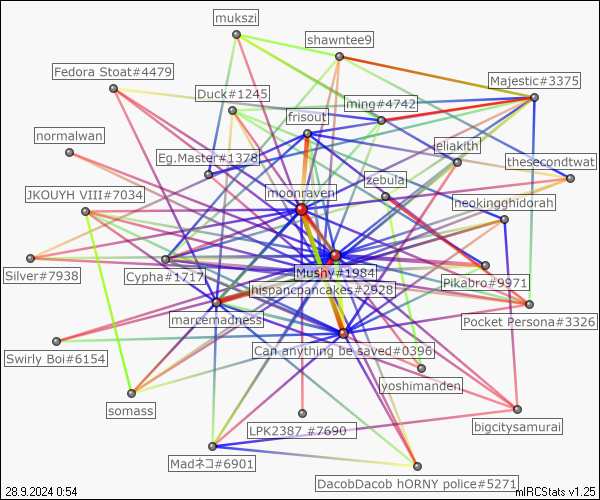 mukszi
shawntee9
Fedora Stoat#4479
Majestic#3375
Duck#1245
ming#4742
frisout
normalwan
eliakith
Eg.Master#1378
thesecondtwat
zebula
JKOUYH VIII#7034
moonraven
neokingghidorah
Mushy#1984
Silver#7938
Cypha#1717
Pikabro#9971
hispancpancakes#2928
marcemadness
Pocket Persona#3326
Can anything be saved#0396
Swirly Boi#6154
yoshimanden
somass
bigcitysamurai
LPK2387 #7690
Madネコ#6901
DacobDacob hORNY police#5271
28.9.2024 0:54
mIRCStats v1.25